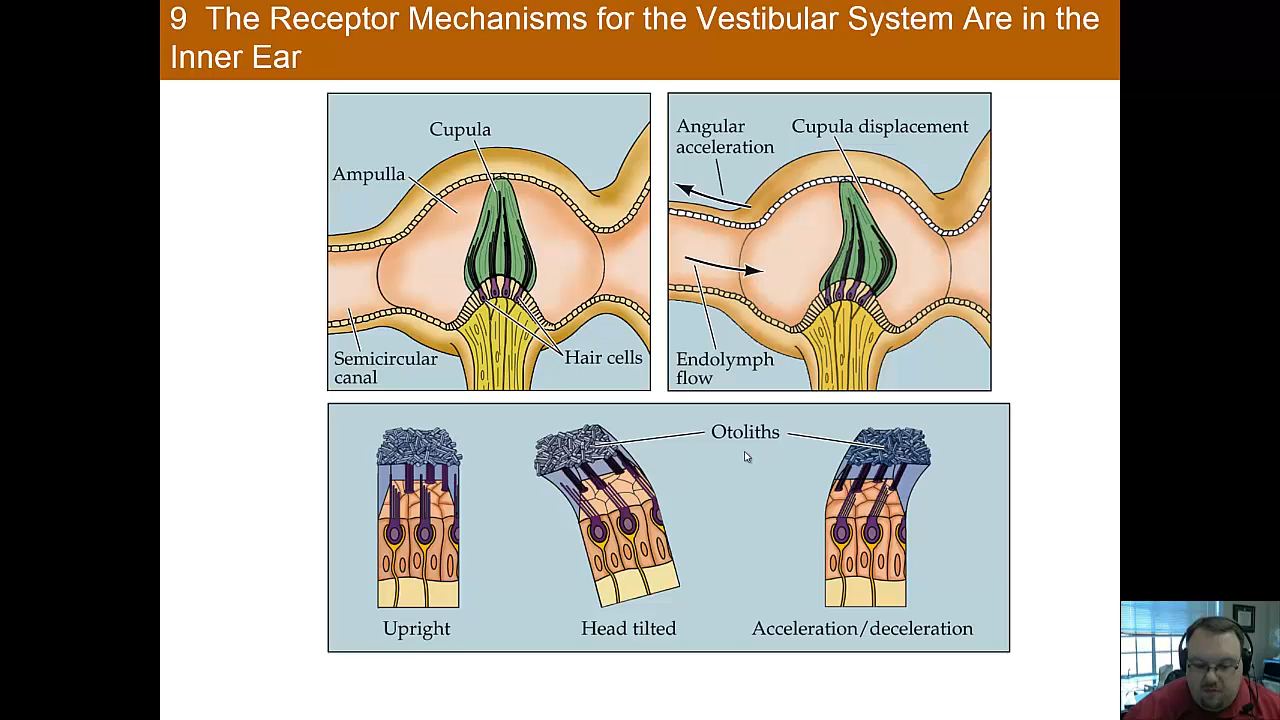 9  The Receptor Mechanisms for the Vestibular System Are in the
Inner Ear
Cupula
Ampulla
Semicircular
canal
Hair cells
Angular
acceleration
Cupula displacement
Endolymph
flow
Otoliths
Upright
Head tilted
Acceleration/deceleration